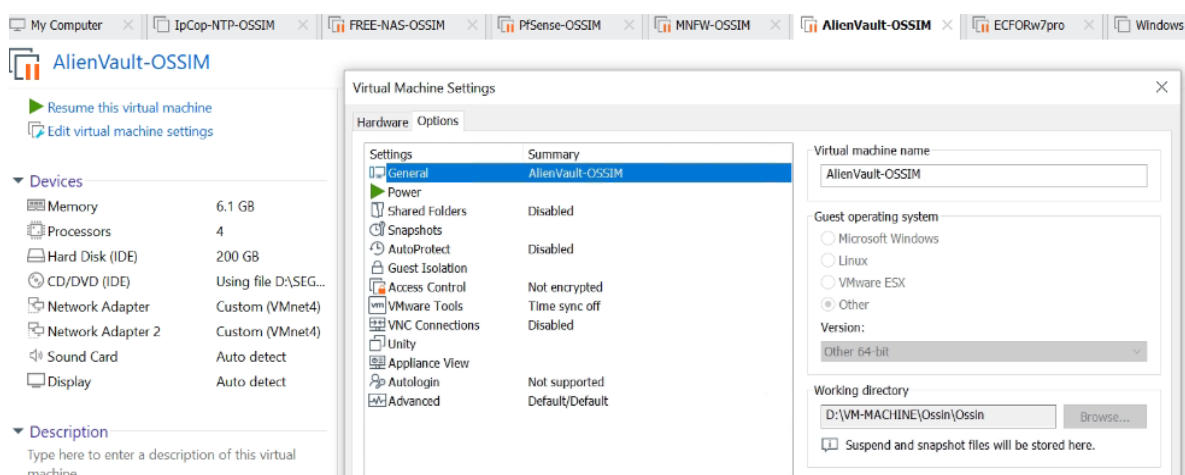 My Computer IpCop-NTP-OSSIM FREE-NAS-OSSIM PfSense-OSSIM MNFW-OSSIM AlienVault-OSSIM ECFORw7pro Windows
AlienVault-OSSIM
Resume this virtual machine
Edit virtual machine settings
Devices
Memory 6.1 GB
Processors 4
Hard Disk (IDE) 200 GB
CD/DVD (IDE) Using file D:\SEG...
Network Adapter Custom (VMnet4)
Network Adapter 2 Custom (VMnet4)
Sound Card Auto detect
Display Auto detect
Description
Type here to enter a description of this virtual
machine
Virtual Machine Settings
Hardware Options
Settings Summary
General AlienVault-OSSIM
Power
Shared Folders Disabled
Snapshots
AutoProtect Disabled
Guest Isolation
Access Control Not encrypted
vm VMware Tools Time sync off
VNC Connections Disabled
Unity
Appliance View
Autologin Not supported
Advanced Default/Default
Virtual machine name
AlienVault-OSSIM
Guest operating system
Microsoft Windows
Linux
VMware ESX
Other
Version:
Other 64-bit
Working directory
D:\VM-MACHINE\Ossin\Ossin Browse...
Suspend and snapshot files will be stored here.